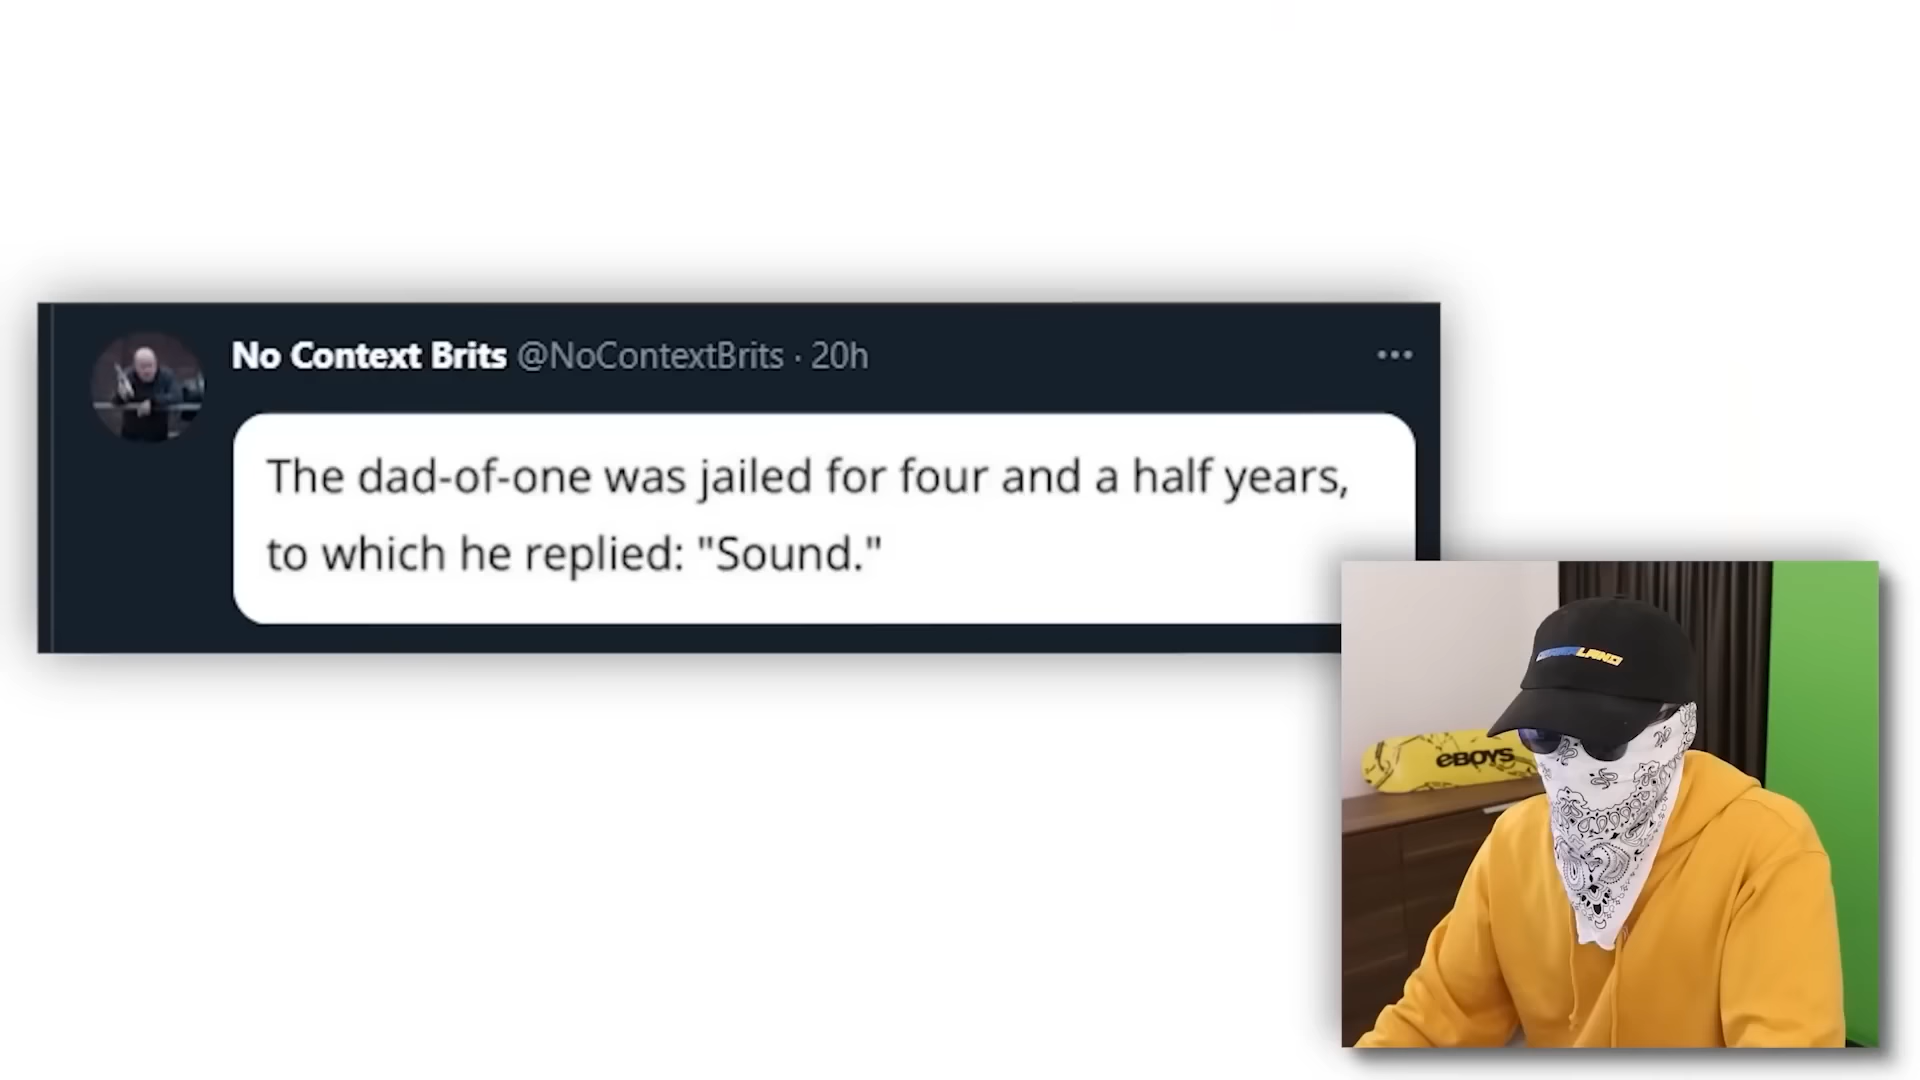 No Context Brits @NoContextBrits · 20h
The dad-of-one was jailed for four and a half years,
to which he replied: "Sound."
eBOYS